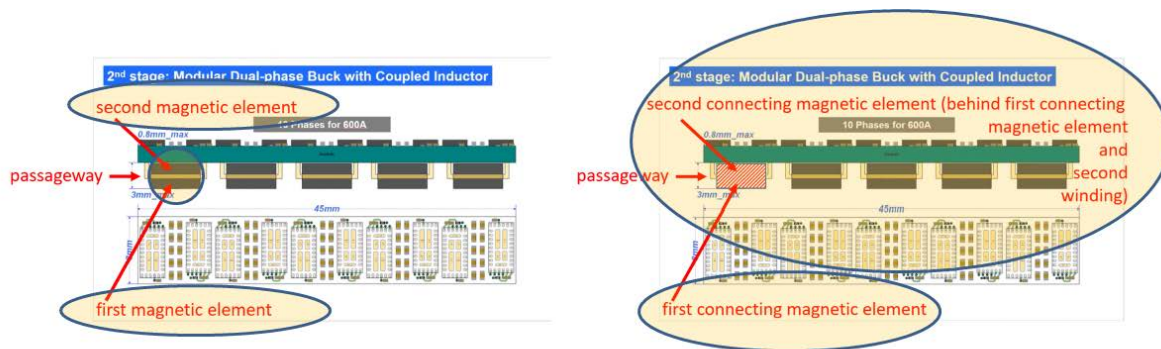 2nd stage: Modular Dual-phase Buck with Coupled Inductor
second magnetic element
10 Phases for 600A
0.8mm_max
passageway
3mm_max
45mm
first magnetic element
2nd stage: Modular Dual-phase Buck with Coupled Inductor
second connecting magnetic element (behind first connecting
magnetic element
and
second
winding)
10 Phases for 600A
0.8mm_max
passageway
3mm_max
45mm
first connecting magnetic element